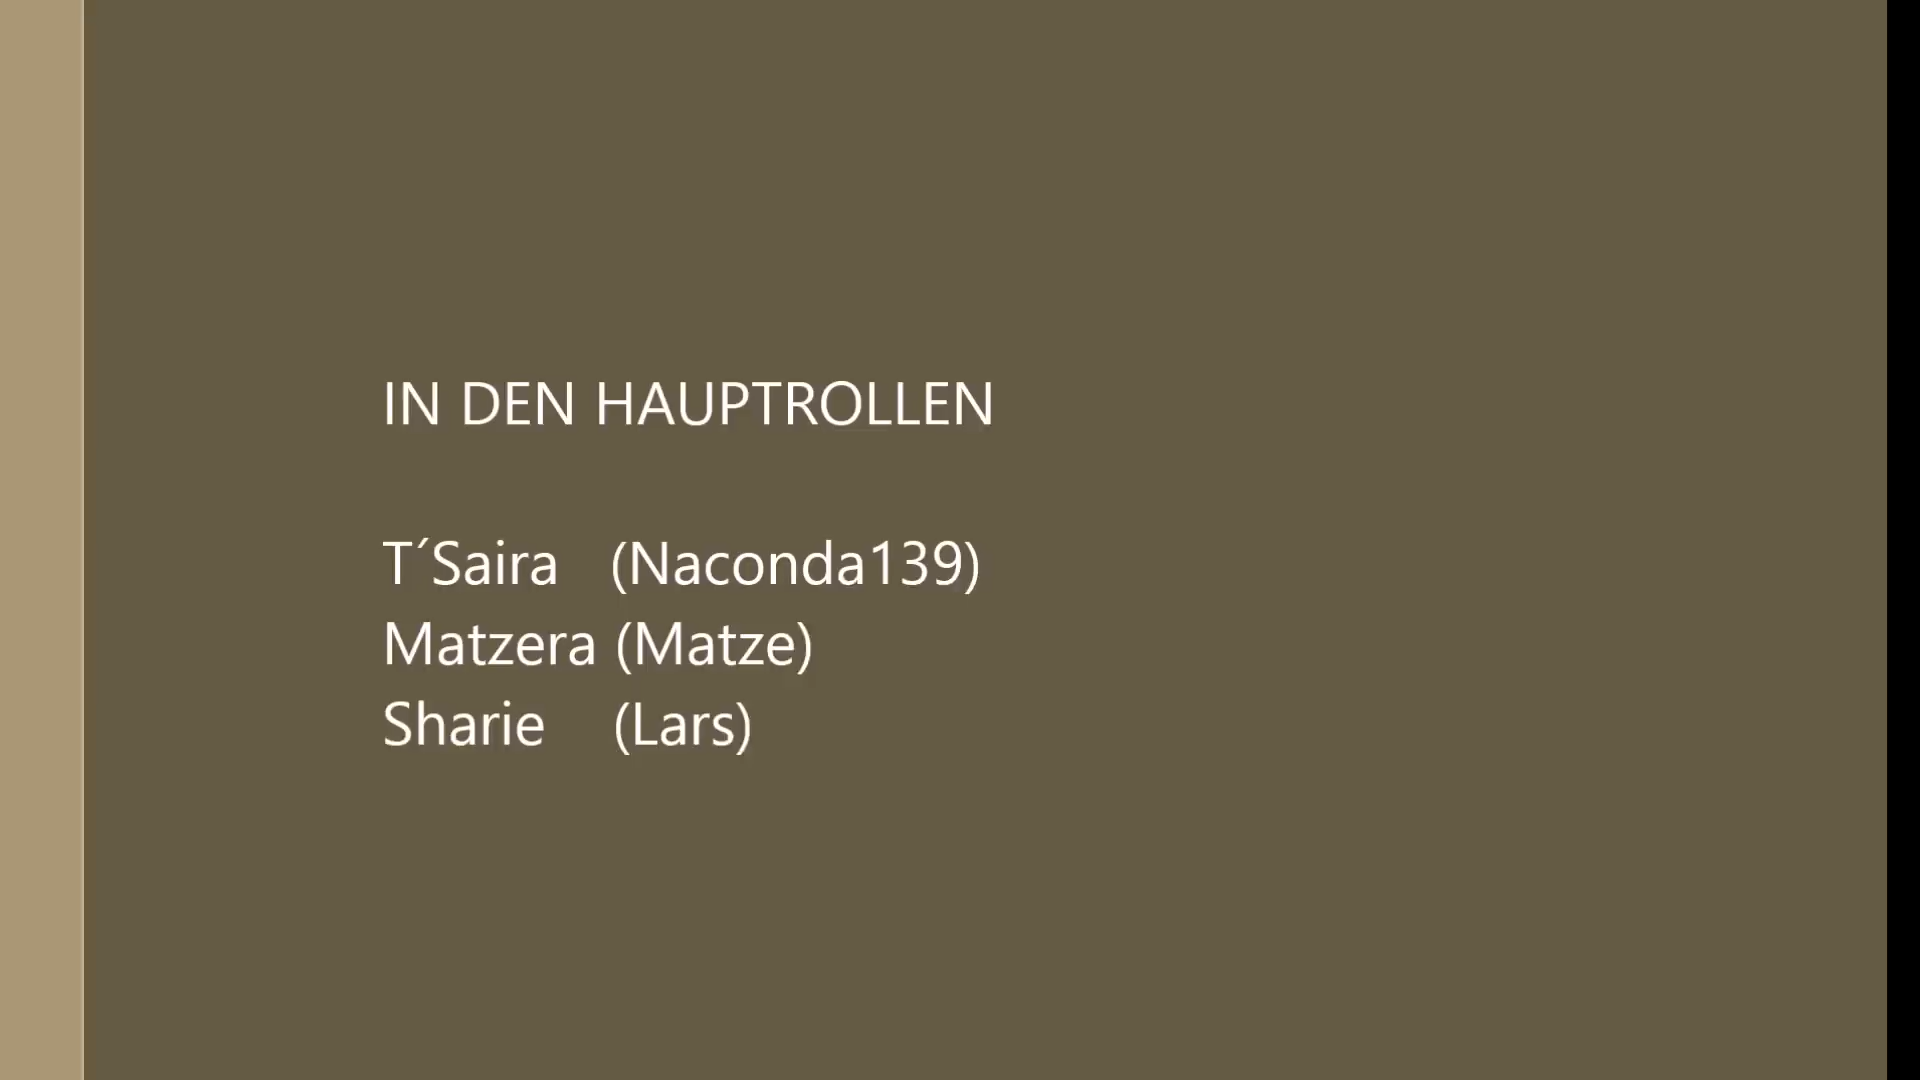 IN DEN HAUPTROLLEN
T´Saira (Naconda139)
Matzera (Matze)
Sharie (Lars)